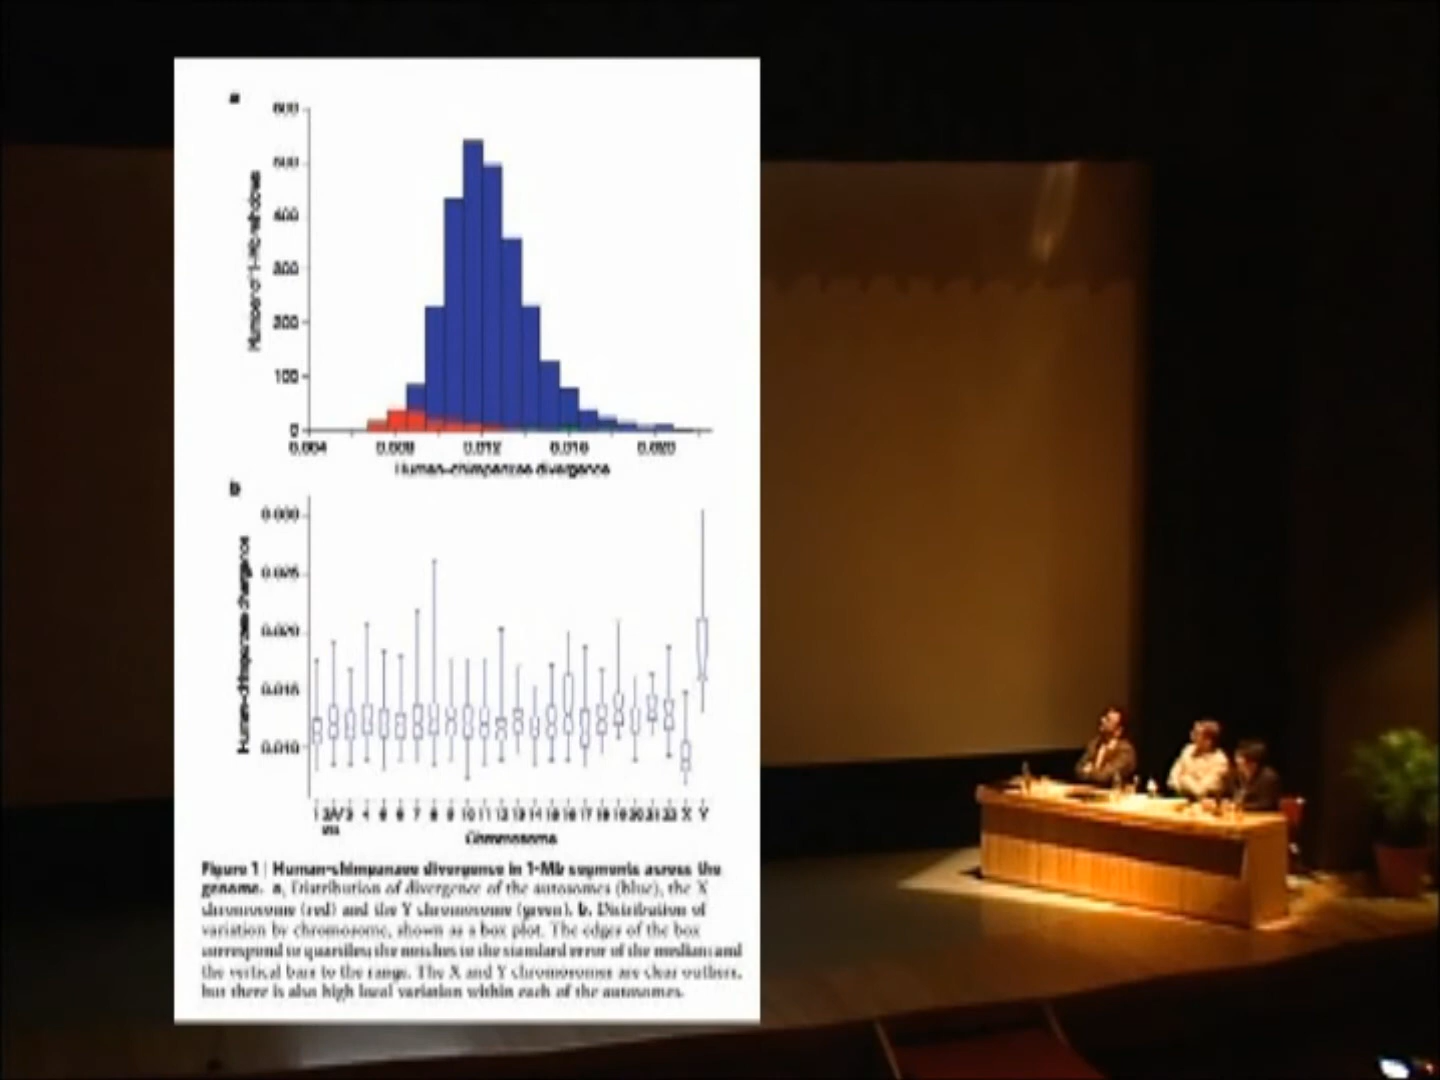 a
600
500
400
300
200
100
0
Number of 1-Mb windows
0.004 0.008 0.012 0.016 0.020
Human–chimpanzee divergence
b
0.030
0.025
0.020
0.015
0.010
Human–chimpanzee divergence
1 3 4 5 6 7 8 9 10 11 12 13 14 15 16 17 18 19 20 21 22 X Y
Chromosome
Figure 1 | Human–chimpanzee divergence in 1-Mb segments across the
genome. a, Distribution of divergence of the autosomes (blue), the X
chromosome (red) and the Y chromosome (green). b, Distribution of
variation by chromosome, shown as a box plot. The edges of the box
correspond to quartiles; the notches to the standard error of the median; and
the vertical bars to the range. The X and Y chromosomes are clear outliers,
but there is also high local variation within each of the autosomes.